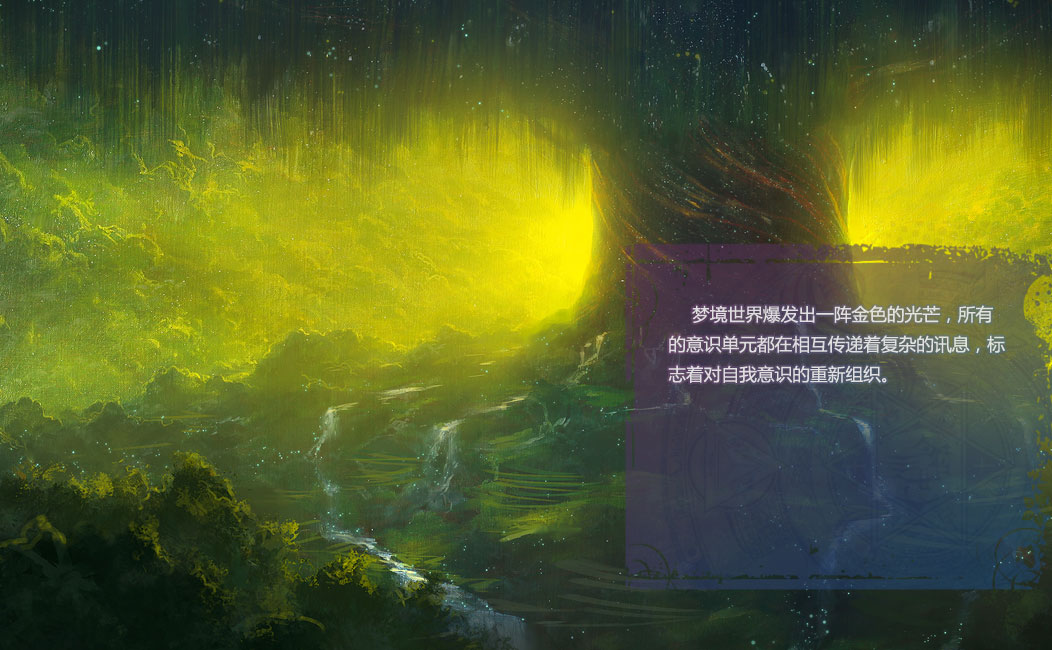 梦境世界爆发出一阵金色的光芒，所有
的意识单元都在相互传递着复杂的讯息，标
志着对自我意识的重新组织。